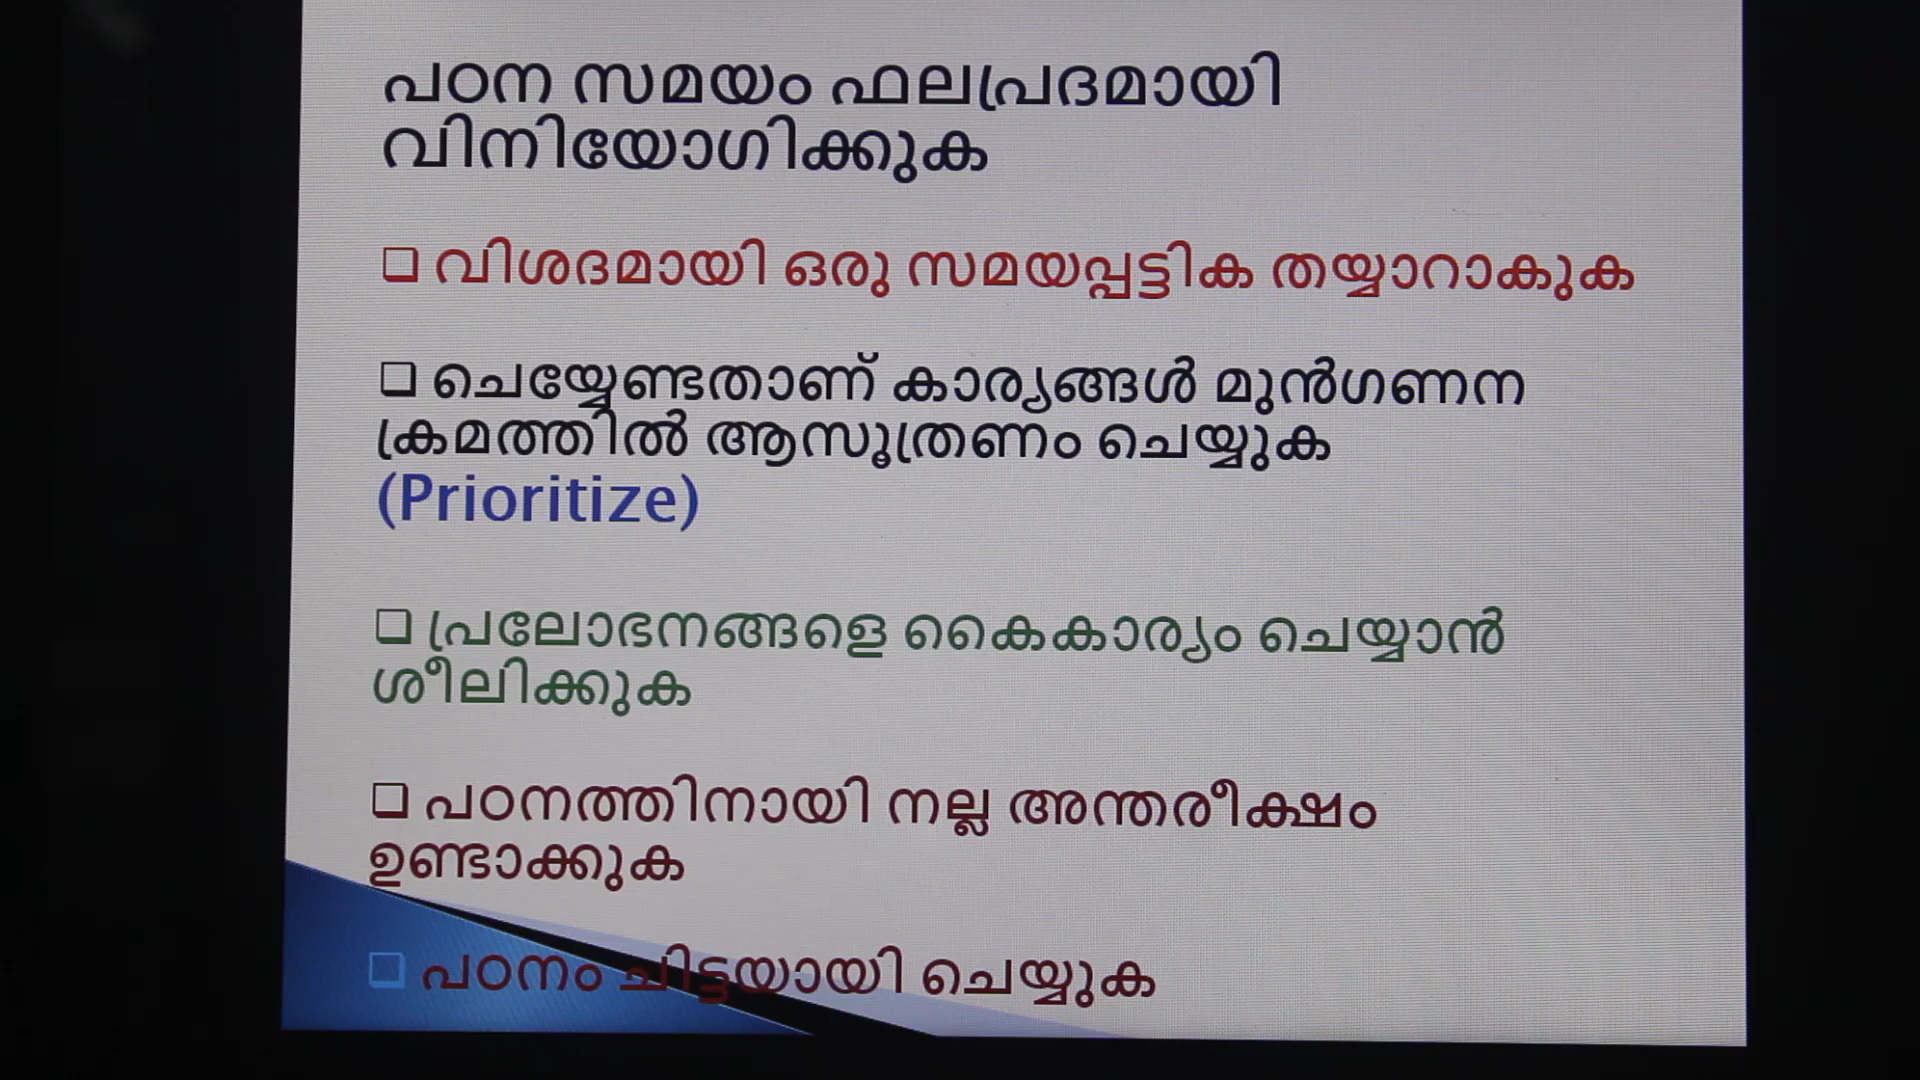 പഠന സമയം ഫലപ്രദമായി
വിനിയോഗിക്കുക
❑ വിശദമായി ഒരു സമയപ്പട്ടിക തയ്യാറാകുക
❑ ചെയ്യേണ്ടതാണ് കാര്യങ്ങൾ മുൻഗണന
ക്രമത്തിൽ ആസൂത്രണം ചെയ്യുക
(Prioritize)
❑ പ്രലോഭനങ്ങളെ കൈകാര്യം ചെയ്യാൻ
ശീലിക്കുക
❑ പഠനത്തിനായി നല്ല അന്തരീക്ഷം
ഉണ്ടാക്കുക
❑ പഠനം ചിട്ടയായി ചെയ്യുക